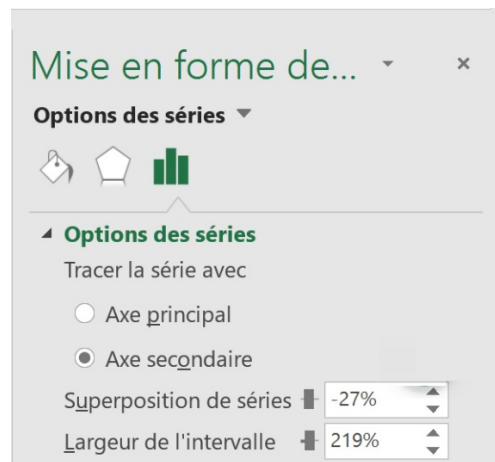 Mise en forme de...
Options des séries
Options des séries
Tracer la série avec
Axe principal
Axe secondaire
Superposition de séries -27%
Largeur de l'intervalle 219%